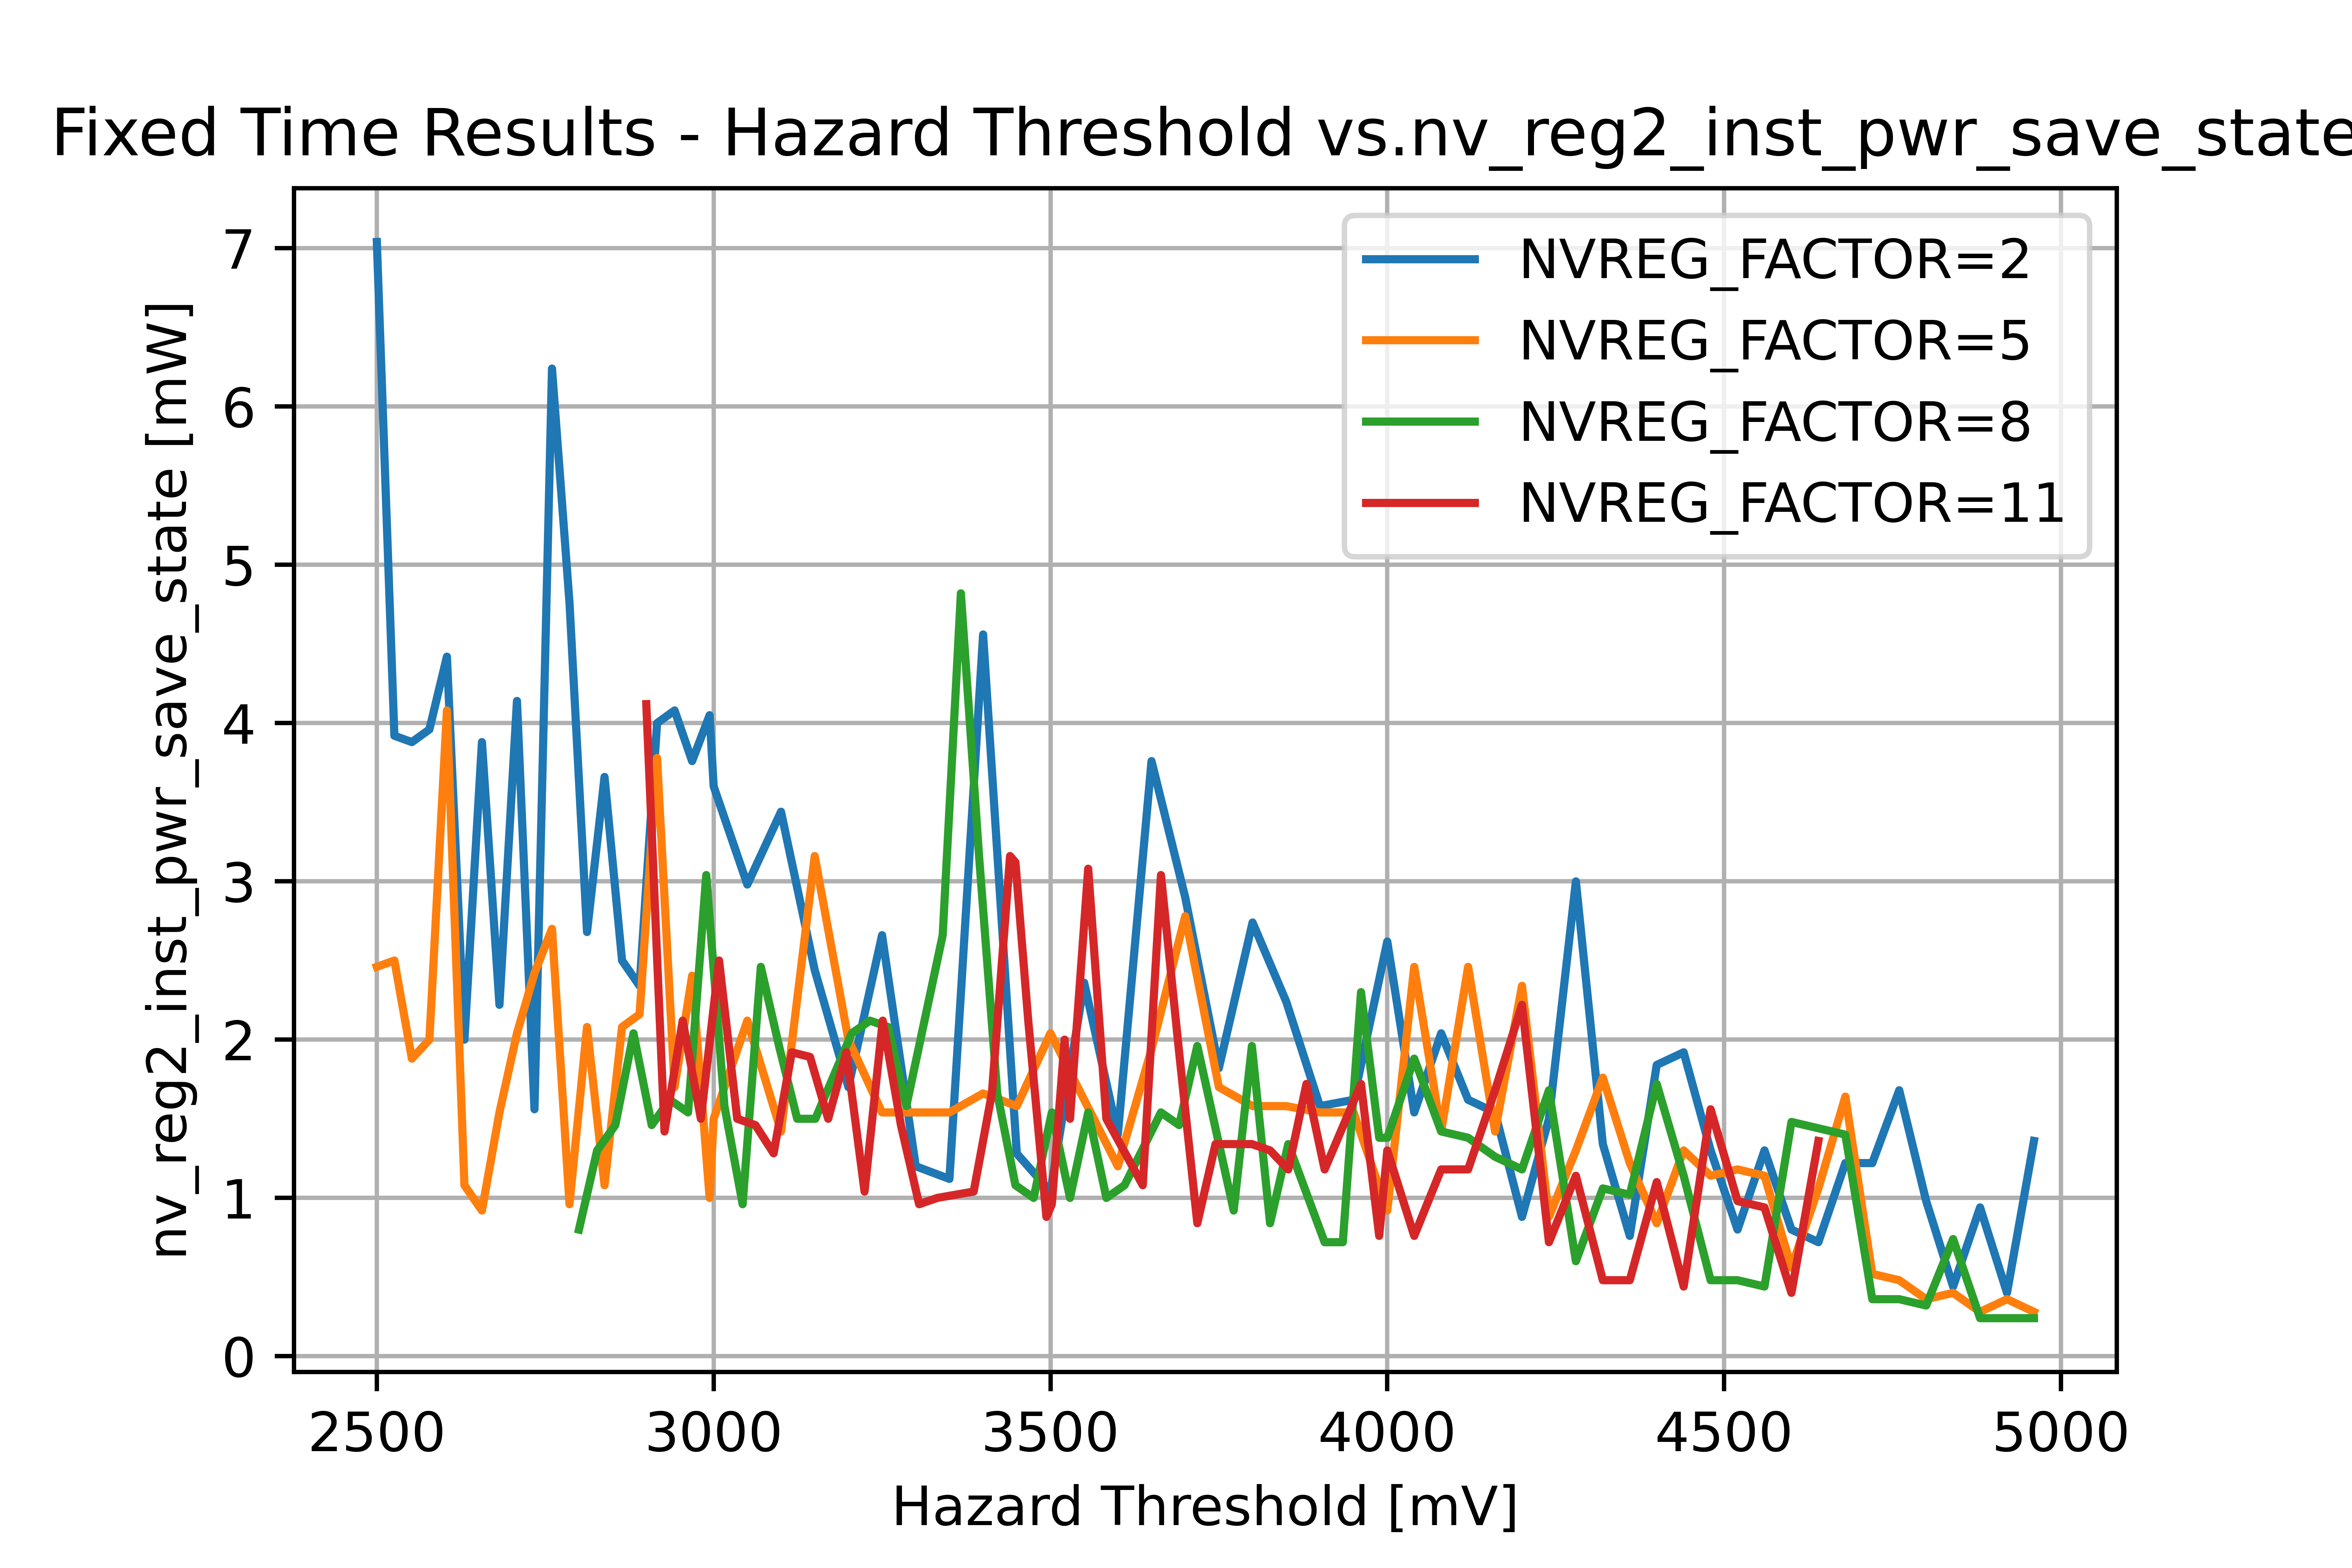 Fixed Time Results - Hazard Threshold vs.nv_reg2_inst_pwr_save_state
nv_reg2_inst_pwr_save_state [mW]
7
6
5
4
3
2
1
0
NVREG_FACTOR=2
NVREG_FACTOR=5
NVREG_FACTOR=8
NVREG_FACTOR=11
2500 3000 3500 4000 4500 5000
Hazard Threshold [mV]